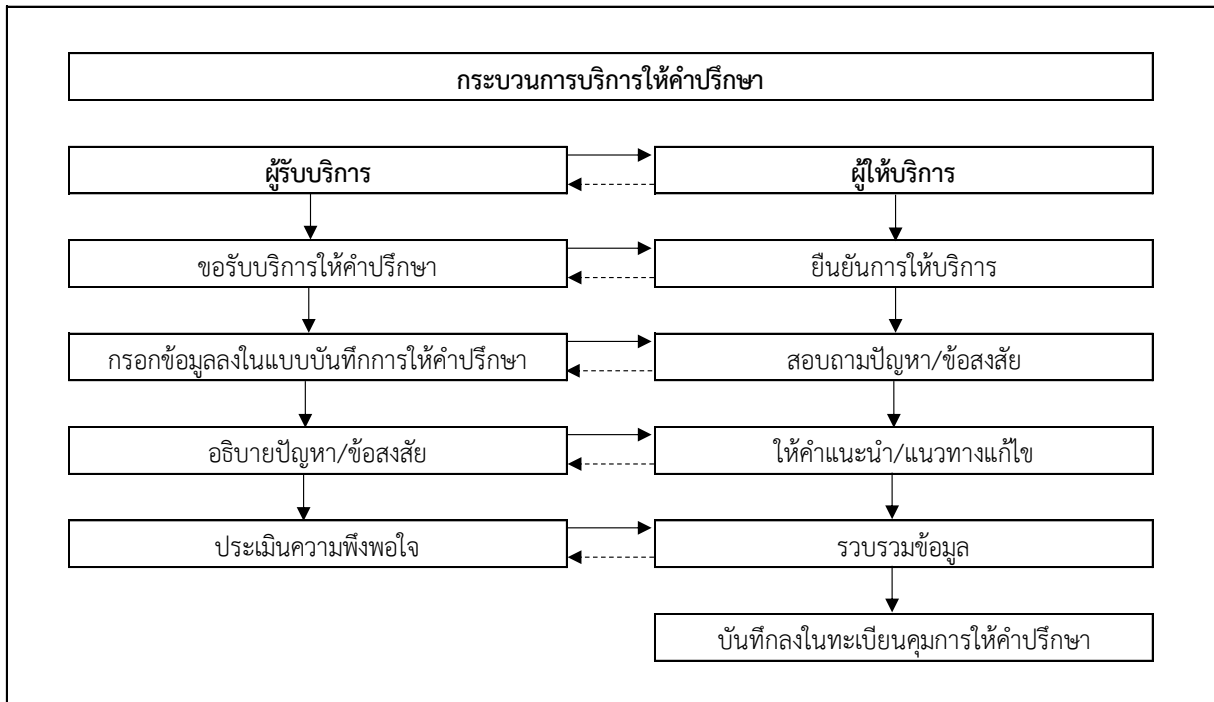 กระบวนการบริการให้คำปรึกษา
ผู้รับบริการ
ผู้ให้บริการ
ขอรับบริการให้คำปรึกษา
ยืนยันการให้บริการ
กรอกข้อมูลลงในแบบบันทึกการให้คำปรึกษา
สอบถามปัญหา/ข้อสงสัย
อธิบายปัญหา/ข้อสงสัย
ให้คำแนะนำ/แนวทางแก้ไข
ประเมินความพึงพอใจ
รวบรวมข้อมูล
บันทึกลงในทะเบียนคุมการให้คำปรึกษา